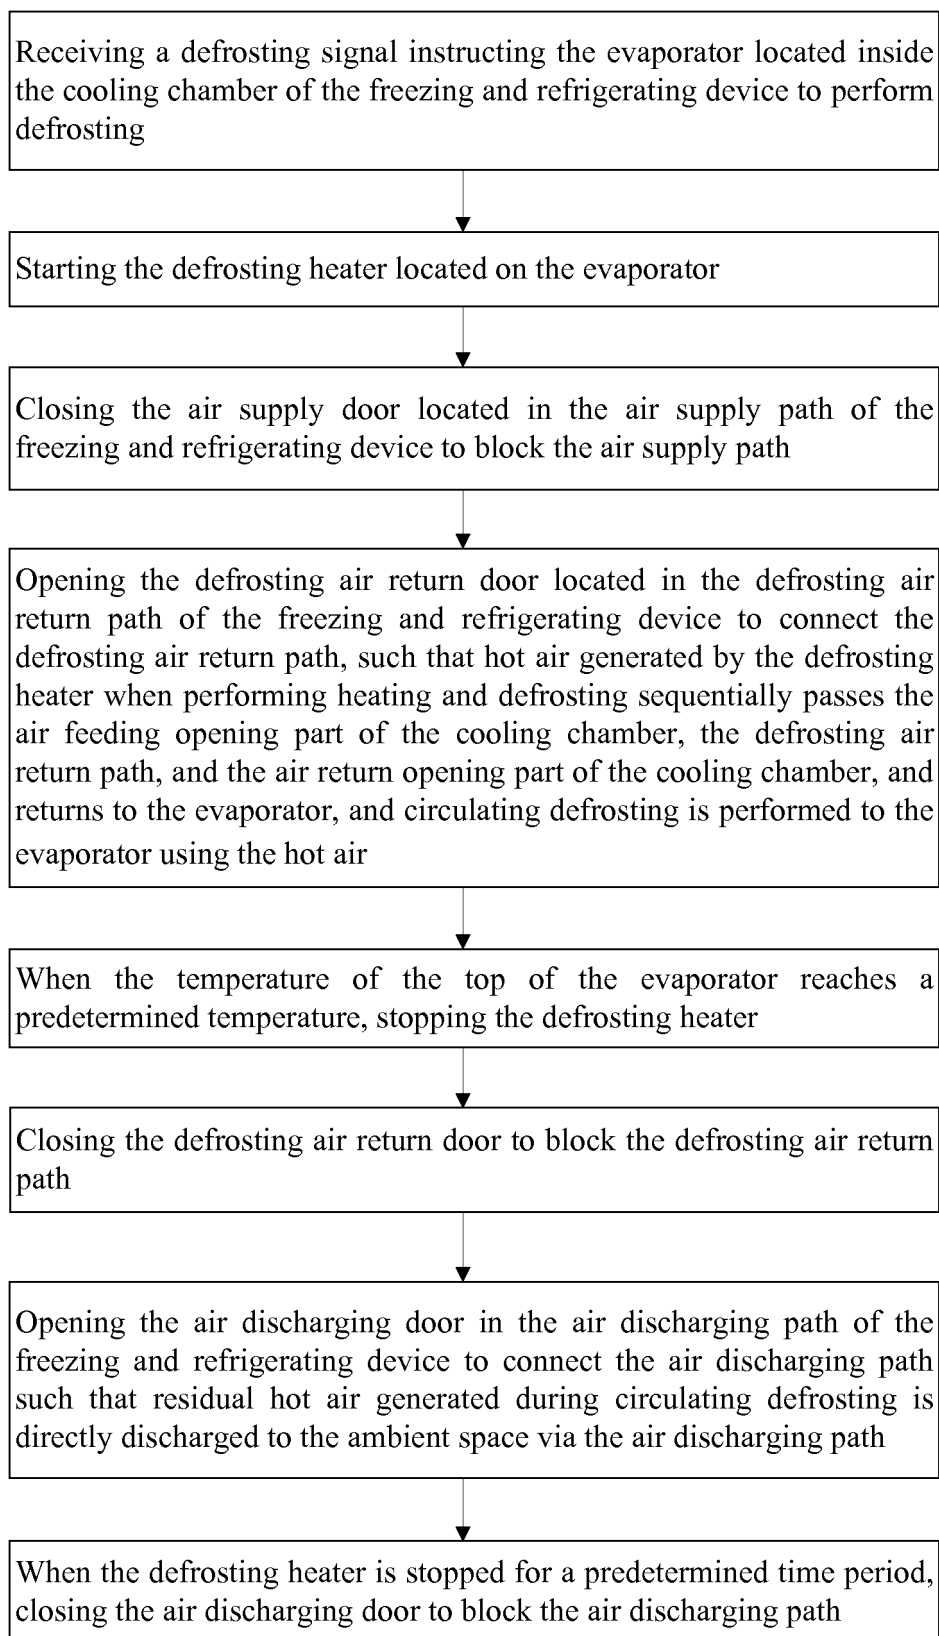 Receiving a defrosting signal instructing the evaporator located inside
the cooling chamber of the freezing and refrigerating device to perform
defrosting
Starting the defrosting heater located on the evaporator
Closing the air supply door located in the air supply path of the
freezing and refrigerating device to block the air supply path
Opening the defrosting air return door located in the defrosting air
return path of the freezing and refrigerating device to connect the
defrosting air return path, such that hot air generated by the defrosting
heater when performing heating and defrosting sequentially passes the
air feeding opening part of the cooling chamber, the defrosting air
return path, and the air return opening part of the cooling chamber, and
returns to the evaporator, and circulating defrosting is performed to the
evaporator using the hot air
When the temperature of the top of the evaporator reaches a
predetermined temperature, stopping the defrosting heater
Closing the defrosting air return door to block the defrosting air return
path
Opening the air discharging door in the air discharging path of the
freezing and refrigerating device to connect the air discharging path
such that residual hot air generated during circulating defrosting is
directly discharged to the ambient space via the air discharging path
When the defrosting heater is stopped for a predetermined time period,
closing the air discharging door to block the air discharging path